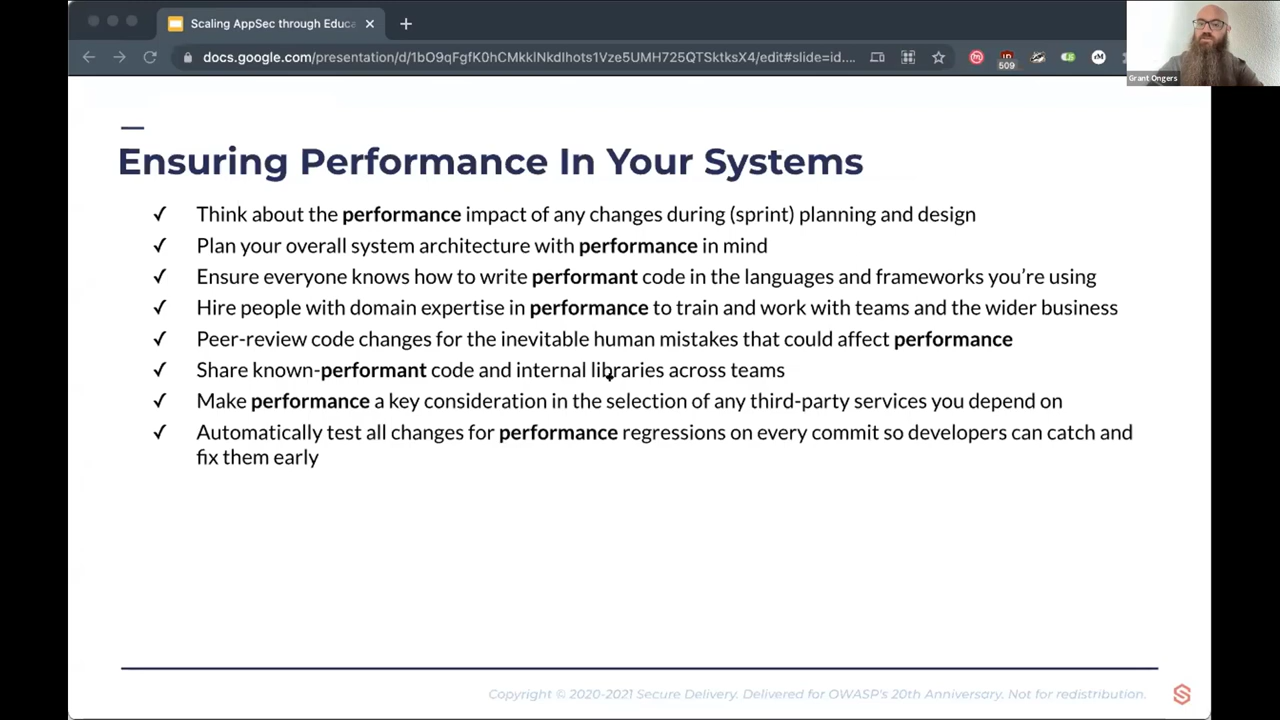 Scaling AppSec through Educa
docs.google.com/presentation/d/1bO9qFgfK0hCMkklNkdIhots1Vze5UMH725QTSktksX4/edit#slide=id....
509
Grant Ongers
Ensuring Performance In Your Systems
✓ Think about the performance impact of any changes during (sprint) planning and design
✓ Plan your overall system architecture with performance in mind
✓ Ensure everyone knows how to write performant code in the languages and frameworks you’re using
✓ Hire people with domain expertise in performance to train and work with teams and the wider business
✓ Peer-review code changes for the inevitable human mistakes that could affect performance
✓ Share known-performant code and internal libraries across teams
✓ Make performance a key consideration in the selection of any third-party services you depend on
✓ Automatically test all changes for performance regressions on every commit so developers can catch and
fix them early
Copyright © 2020-2021 Secure Delivery. Delivered for OWASP's 20th Anniversary. Not for redistribution.